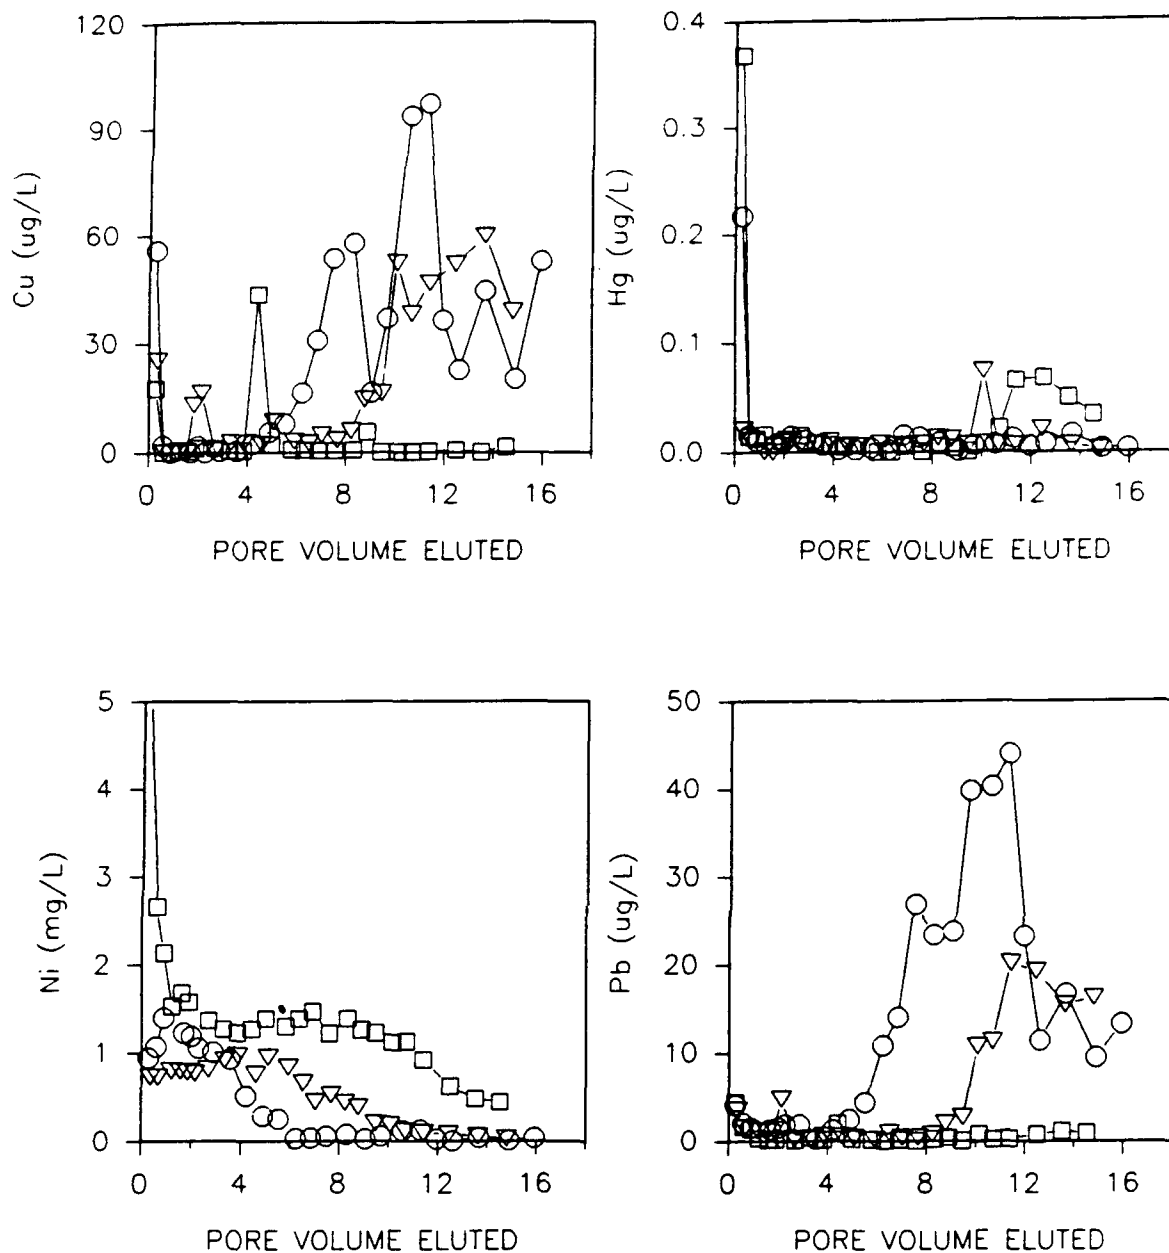 120
90
60
30
0
Cu (ug/L)
0 4 8 12 16
PORE VOLUME ELUTED
0.4
0.3
0.2
0.1
0.0
Hg (ug/L)
0 4 8 12 16
PORE VOLUME ELUTED
5
4
3
2
1
0
Ni (mg/L)
0 4 8 12 16
PORE VOLUME ELUTED
50
40
30
20
10
0
Pb (ug/L)
0 4 8 12 16
PORE VOLUME ELUTED